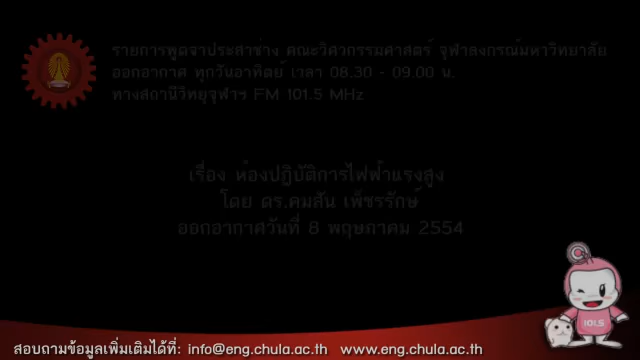 รายการพูดจาประสาช่าง คณะวิศวกรรมศาสตร์ จุฬาลงกรณ์มหาวิทยาลัย
ออกอากาศ ทุกวันอาทิตย์ เวลา 08.30 - 09.00 น.
ทางสถานีวิทยุจุฬาฯ FM 101.5 MHz
เรื่อง ห้องปฎิบัติการไฟฟ้าแรงสูง
โดย ดร.คมสัน เพ็ชรรักษ์
ออกอากาศวันที่ 8 พฤษภาคม 2554
101.5
สอบถามข้อมูลเพิ่มเติมได้ที่: info@eng.chula.ac.th www.eng.chula.ac.th